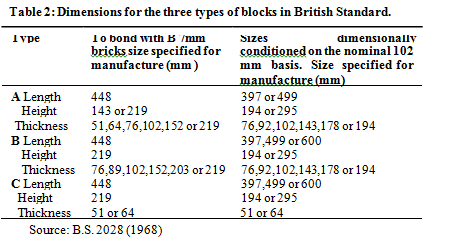 Table 2: Dimensions for the three types of blocks in British Standard.
Type To bond with B /mm Sizes dimensionally
bricks size specified for conditioned on the nominal 102
manufacture (mm) mm basis. Size specified for
manufacture (mm)
A Length 448 397 or 499
Height 143 or 219 194 or 295
Thickness 51,64,76,102,152 or 219 76,92,102,143,178 or 194
B Length 448 397,499 or 600
Height 219 194 or 295
Thickness 76,89,102,152,203 or 219 76,92,102,143,178 or 194
C Length 448 397,499 or 600
Height 219 194 or 295
Thickness 51 or 64 51 or 64
Source: B.S. 2028 (1968)